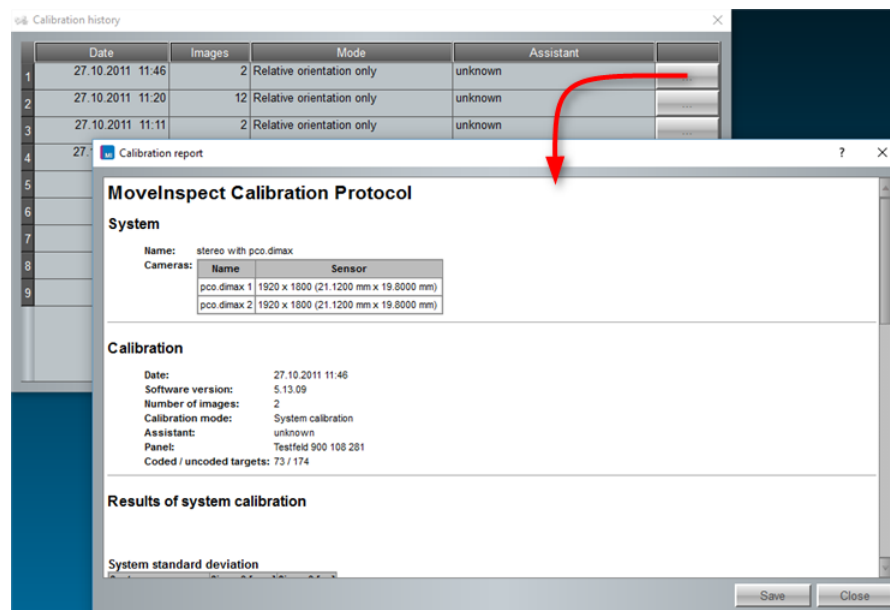 Calibration history
Date Images Mode Assistant
1 27.10.2011 11:46 2 Relative orientation only unknown ...
2 27.10.2011 11:20 12 Relative orientation only unknown ...
3 27.10.2011 11:11 2 Relative orientation only unknown
4 27.
5
6
7
8
9
Calibration report ?
MoveInspect Calibration Protocol
System
Name: stereo with pco.dimax
Cameras: Name Sensor
pco.dimax 1 1920 x 1800 (21.1200 mm x 19.8000 mm)
pco.dimax 2 1920 x 1800 (21.1200 mm x 19.8000 mm)
Calibration
Date: 27.10.2011 11:46
Software version: 5.13.09
Number of images: 2
Calibration mode: System calibration
Assistant: unknown
Panel: Testfeld 900 108 281
Coded / uncoded targets: 73 / 174
Results of system calibration
System standard deviation
Save Close